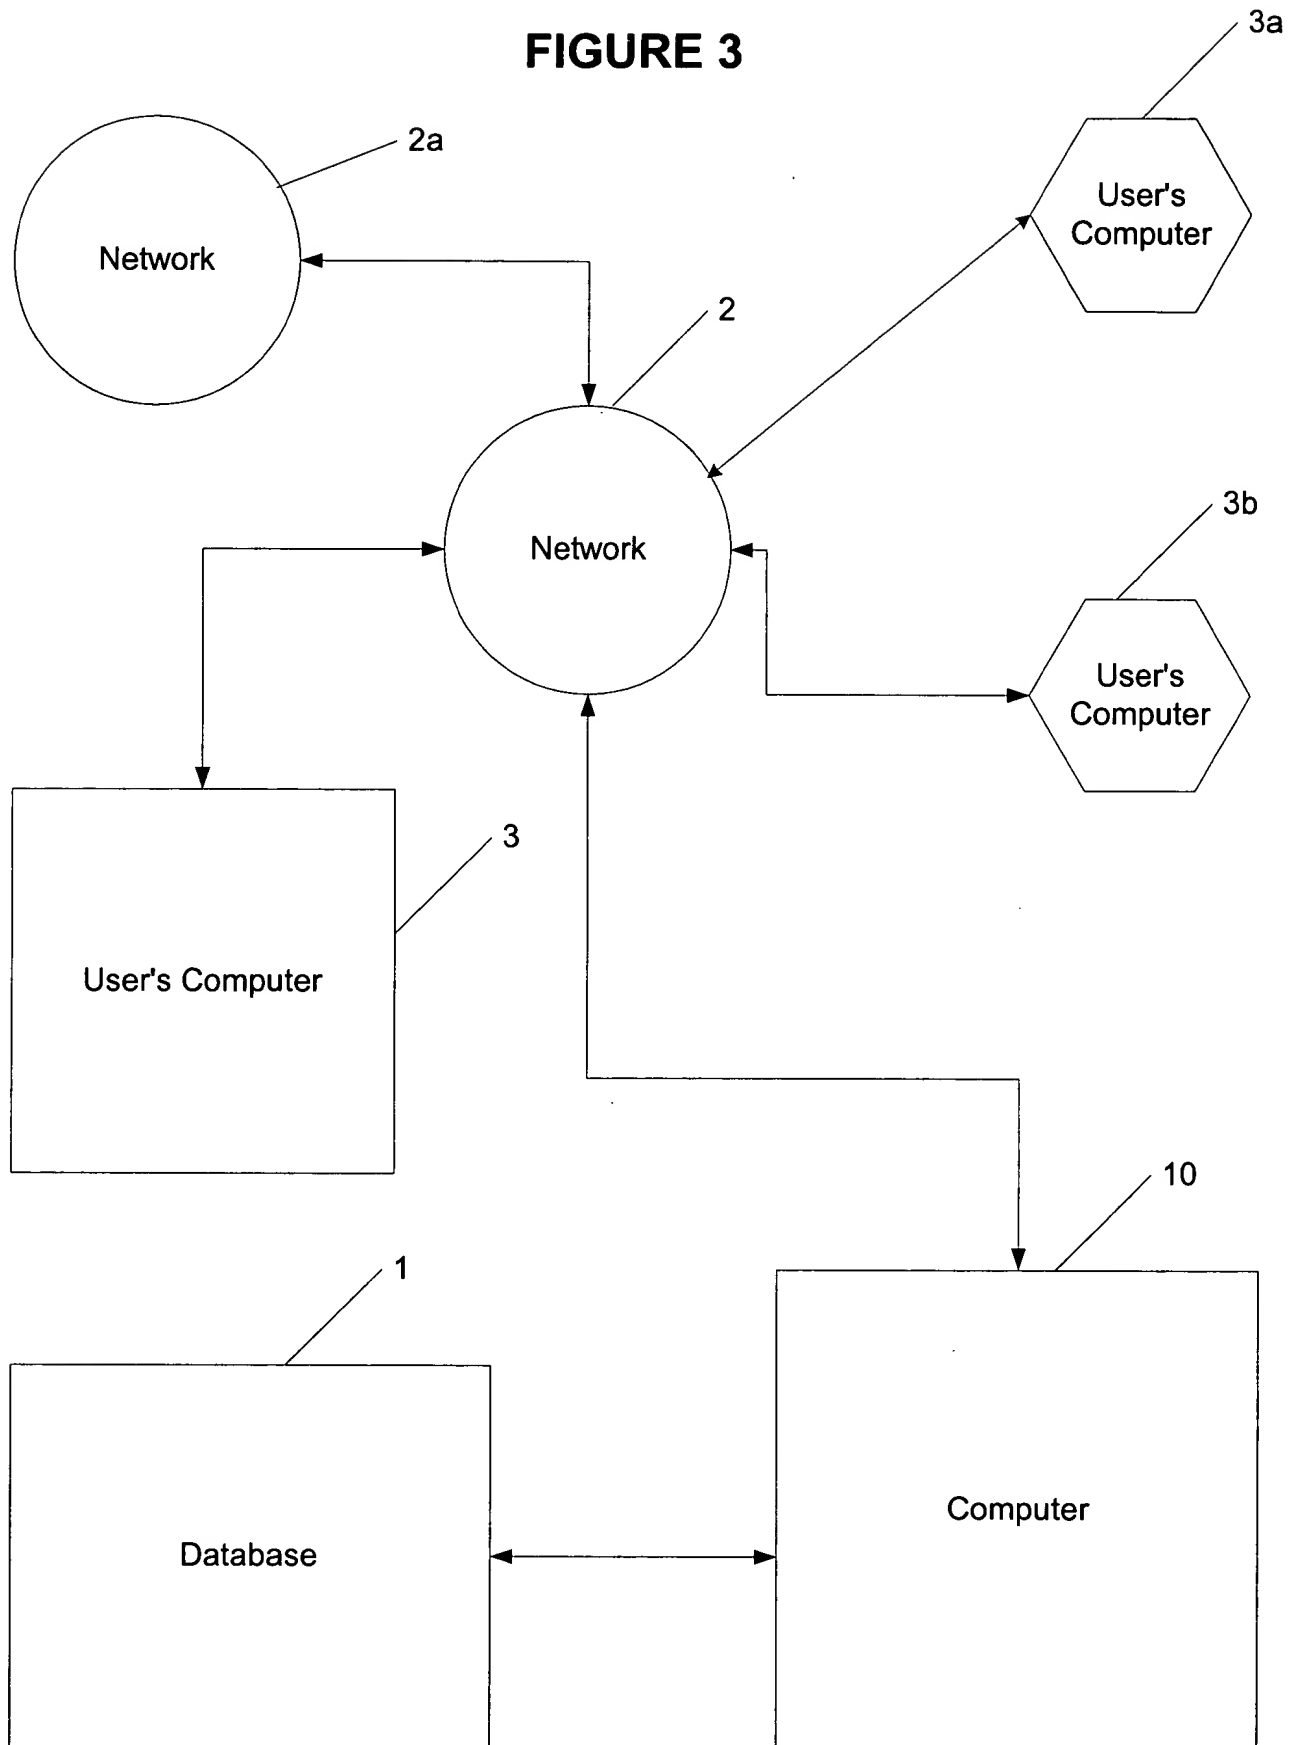 FIGURE 3
3a
2a
User's
Computer
Network
2
3b
Network
User's
Computer
3
User's Computer
10
1
Computer
Database